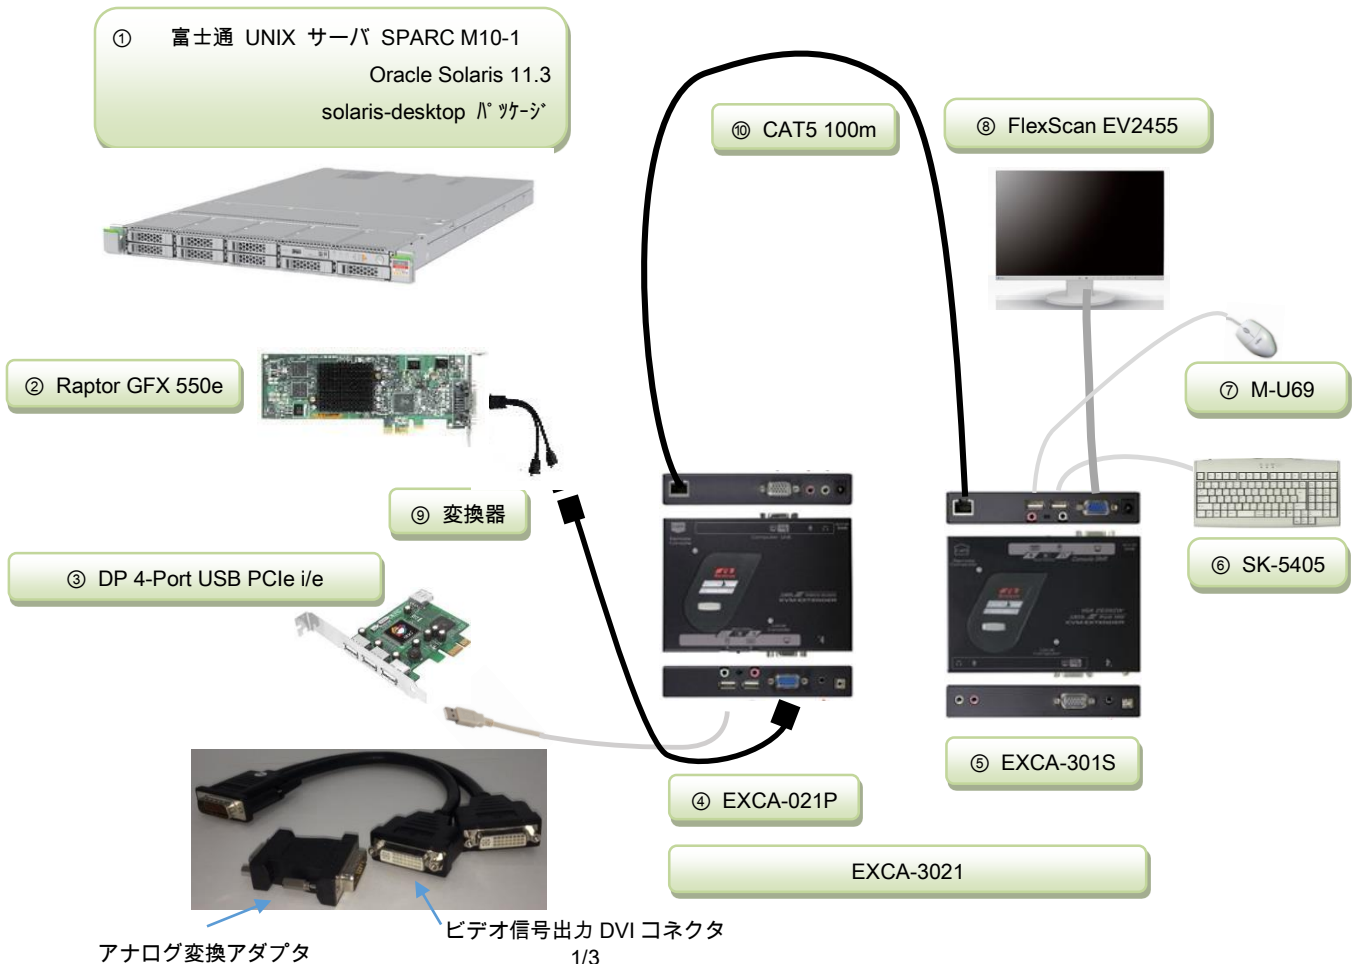 ① 富士通 UNIX サーバ SPARC M10-1
Oracle Solaris 11.3
solaris-desktop ﾊﾟｯｹｰｼﾞ
⑩ CAT5 100m
⑧ FlexScan EV2455
② Raptor GFX 550e
⑦ M-U69
⑨ 変換器
③ DP 4-Port USB PCIe i/e
⑥ SK-5405
⑤ EXCA-301S
④ EXCA-021P
EXCA-3021
ビデオ信号出力 DVI コネクタ
アナログ変換アダプタ
1/3